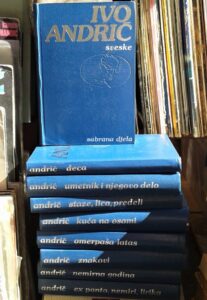 IVO
ANDRIĆ
sveske
sabrana djela
andrić deca
andrić umetnik i njegovo delo
andrić staze, lica, predeli
andrić kuća na osami
andrić omerpaša latas
andrić znakovi
andrić nemirna godina
andrić ex ponto, nemiri, lirika